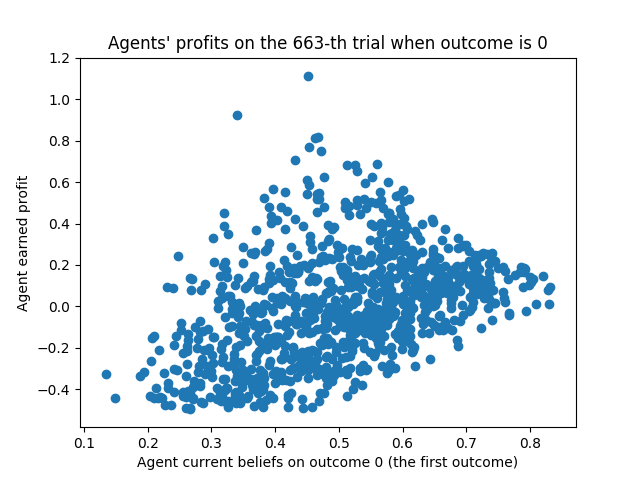 Agents' profits on the 663-th trial when outcome is 0
1.2
1.0
0.8
0.6
0.4
0.2
0.0
−0.2
−0.4
Agent earned profit
0.1 0.2 0.3 0.4 0.5 0.6 0.7 0.8
Agent current beliefs on outcome 0 (the first outcome)